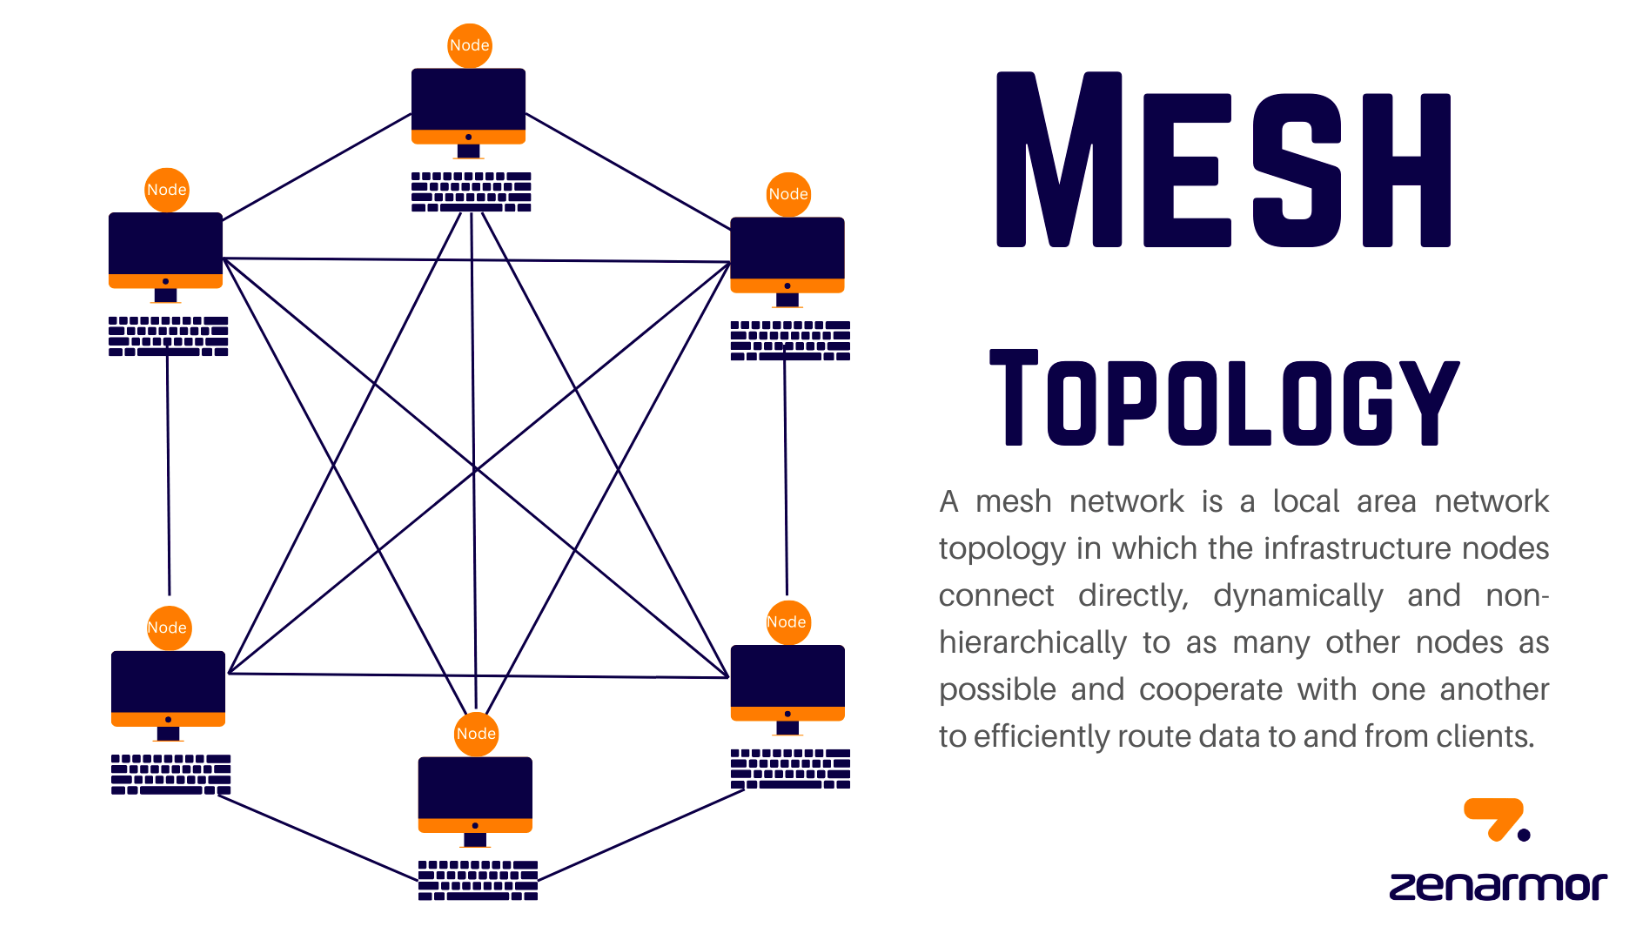 Node
Node
Node
Node
Node
Node
MESH
TOPOLOGY
A mesh network is a local area network
topology in which the infrastructure nodes
connect directly, dynamically and non-
hierarchically to as many other nodes as
possible and cooperate with one another
to efficiently route data to and from clients.
zenarmor